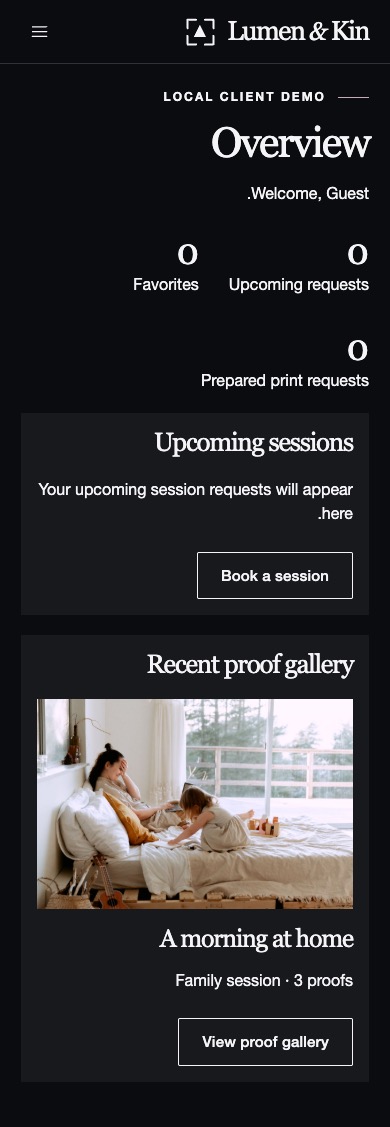 Lumen & Kin
LOCAL CLIENT DEMO
Overview
.Welcome, Guest
0
Upcoming requests
0
Favorites
0
Prepared print requests
Upcoming sessions
Your upcoming session requests will appear
.here
Book a session
Recent proof gallery
A morning at home
Family session · 3 proofs
View proof gallery